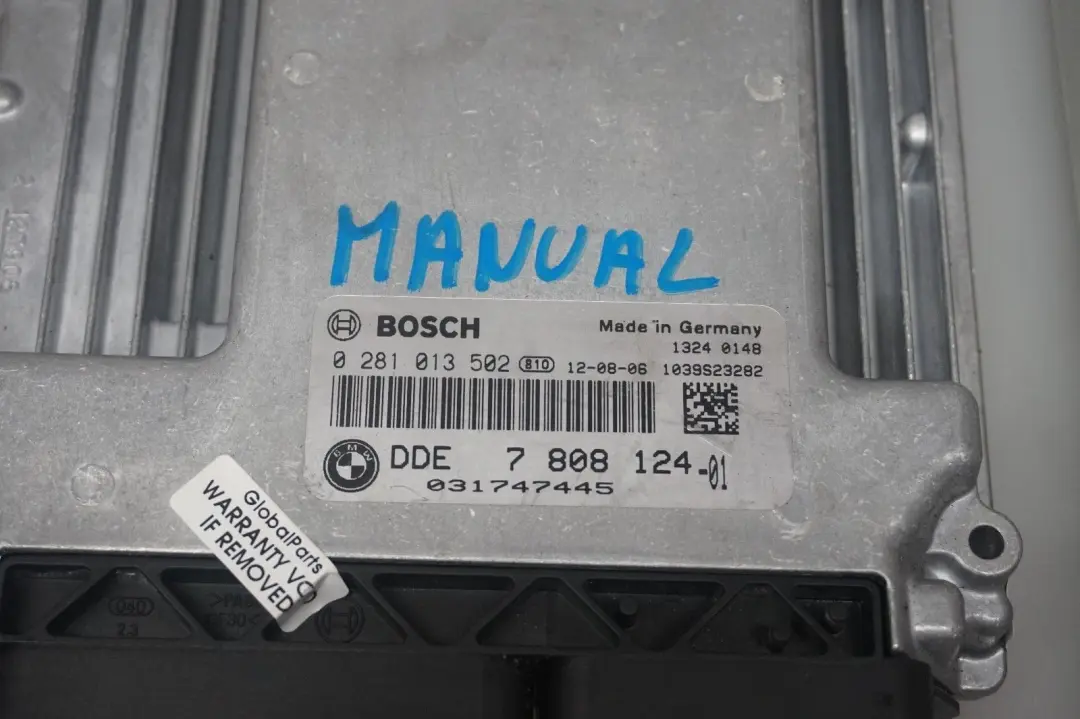 MANUAL
BOSCH
Made in Germany
1324 0148
0 281 013 502 810 12-08-06 1039S23282
BMW
DDE 7 808 124-01
031747445
GlobalParts
WARRANTY VO
IF REMOVED